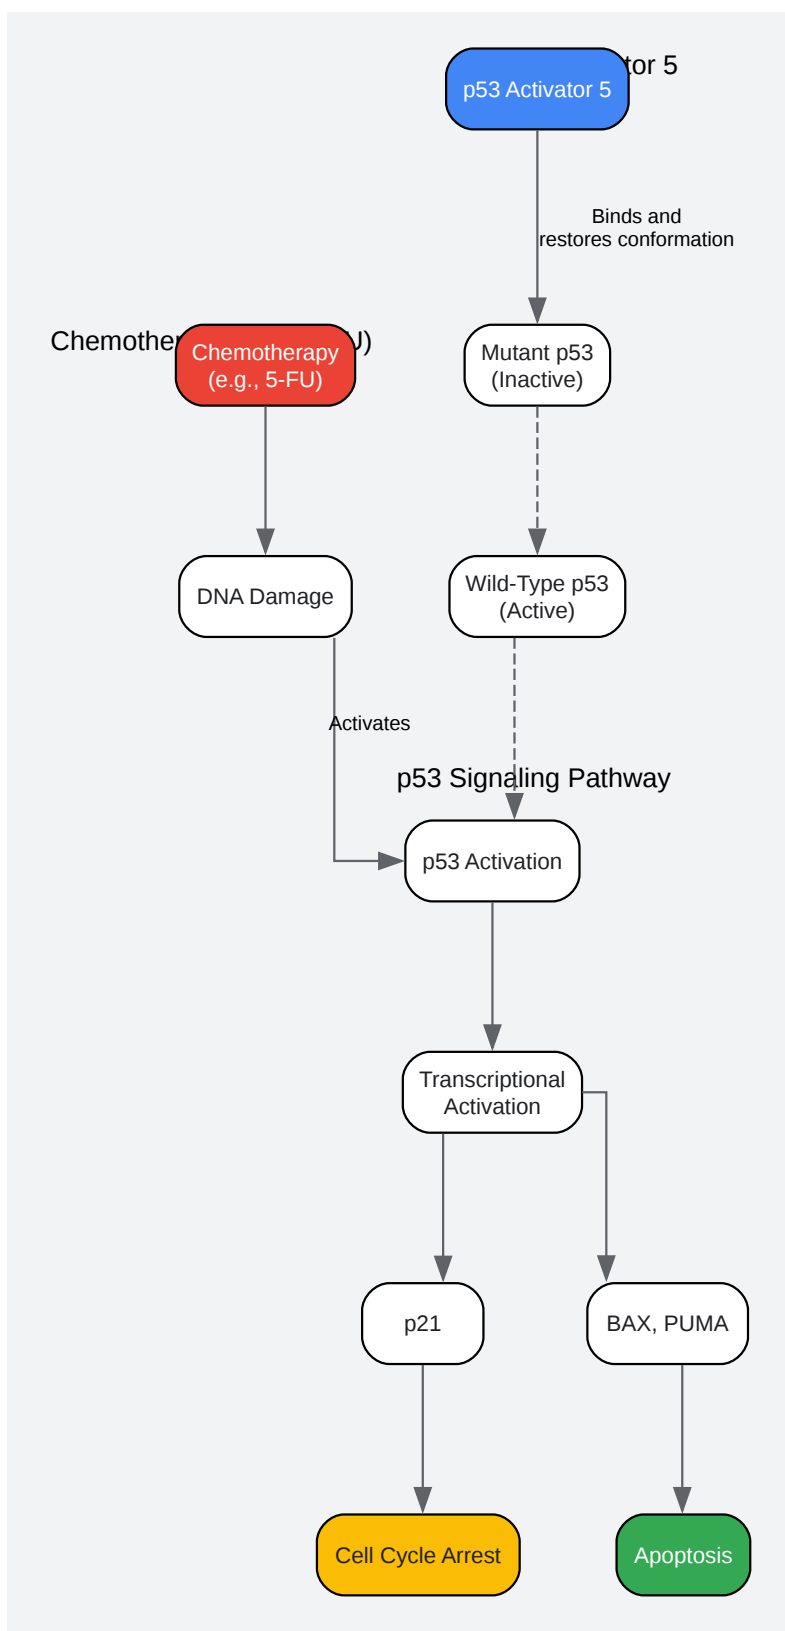 tor 5
p53 Activator 5
Binds and
restores conformation
Chemother
U)
Chemotherapy
(e.g., 5-FU)
Mutant p53
(Inactive)
DNA Damage
Wild-Type p53
(Active)
Activates
p53 Signaling Pathway
p53 Activation
Transcriptional
Activation
p21
BAX, PUMA
Cell Cycle Arrest
Apoptosis